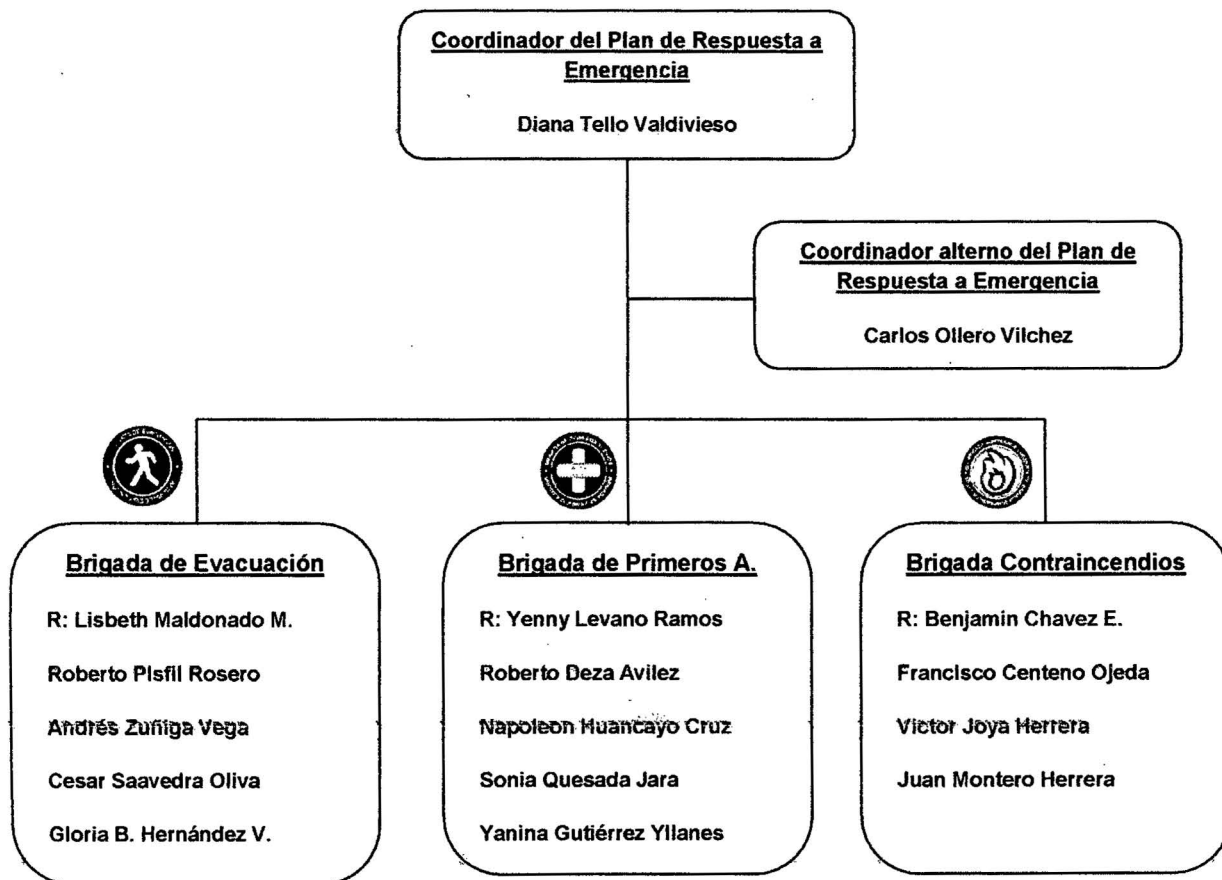 Coordinador del Plan de Respuesta a
Emergencia
Diana Tello Valdivieso
Coordinador alterno del Plan de
Respuesta a Emergencia
Carlos Ollero Vilchez
Brigada de Evacuación
R: Lisbeth Maldonado M.
Roberto Pisfil Rosero
Andrés Zuñiga Vega
Cesar Saavedra Oliva
Gloria B. Hernández V.
Brigada de Primeros A.
R: Yenny Levano Ramos
Roberto Deza Avilez
Napoleon Huancayo Cruz
Sonia Quesada Jara
Yanina Gutiérrez Yllanes
Brigada Contraincendios
R: Benjamin Chavez E.
Francisco Centeno Ojeda
Victor Joya Herrera
Juan Montero Herrera